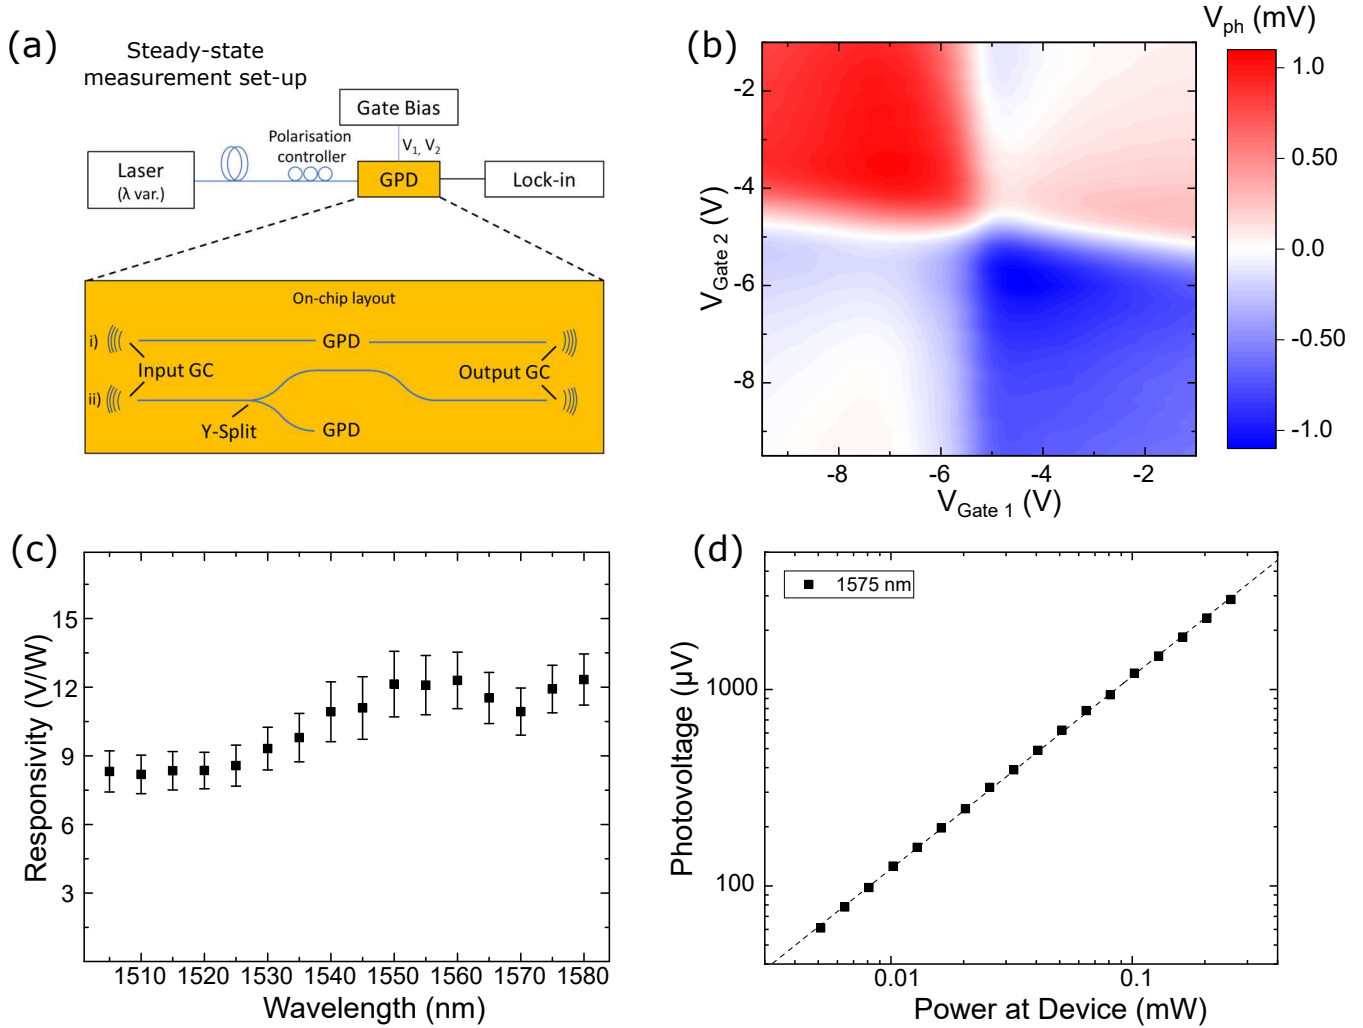 (a)
Steady-state
measurement set-up
Gate Bias
Polarisation
controller
V1, V2
Laser
(λ var.)
GPD
Lock-in
On-chip layout
i)
GPD
Input GC
Output GC
ii)
Y-Split
GPD
(b)
Vph (mV)
1.0
0.50
0.0
-0.50
-1.0
VGate 2 (V)
-2
-4
-6
-8
-8
-6
-4
-2
VGate 1 (V)
(c)
Responsivity (V/W)
15
12
9
6
3
1510
1520
1530
1540
1550
1560
1570
1580
Wavelength (nm)
(d)
1575 nm
Photovoltage (µV)
1000
100
0.01
0.1
Power at Device (mW)